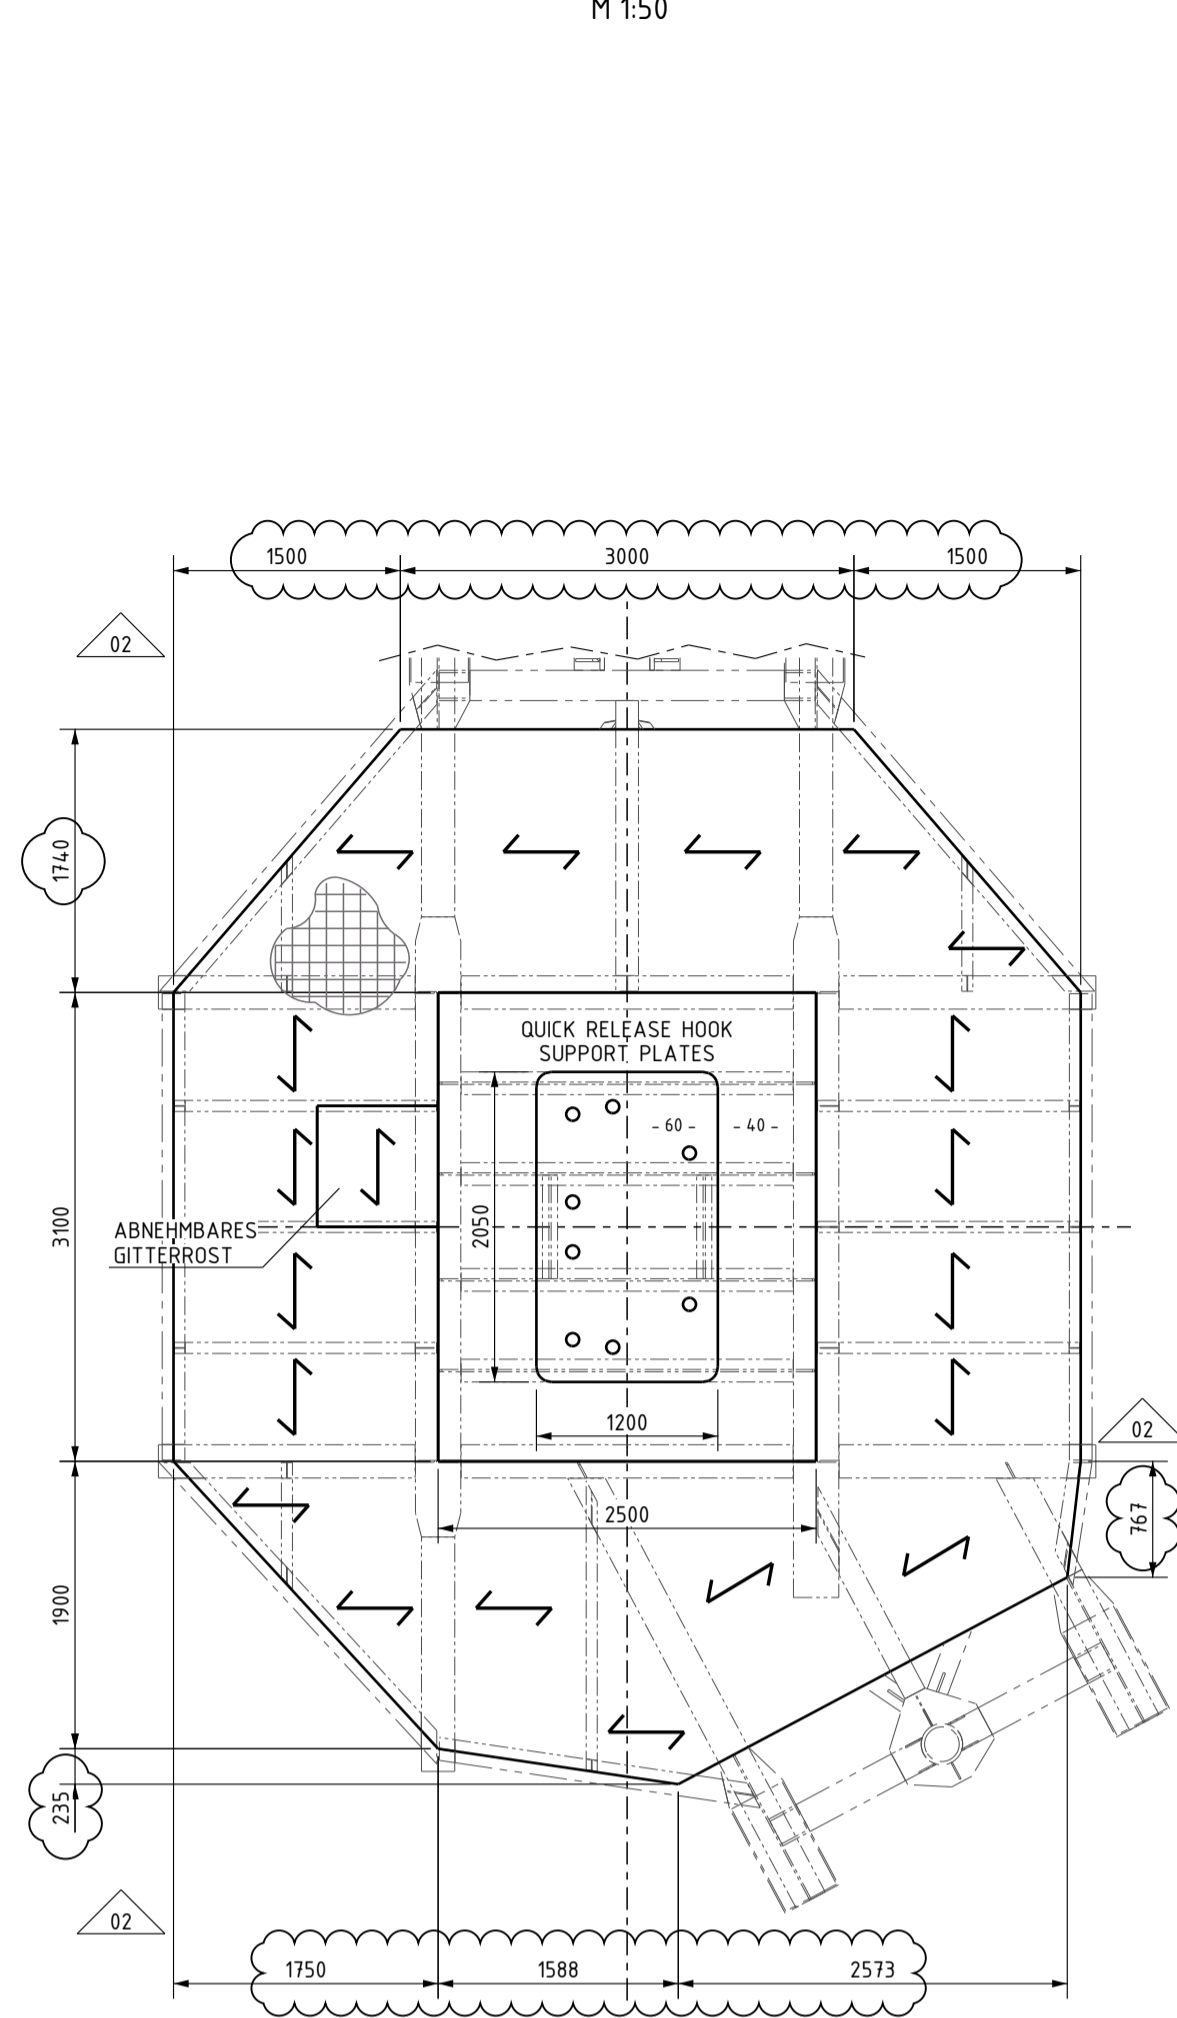 M 1:50
1500
3000
1500
02
1740
QUICK RELEASE HOOK
SUPPORT PLATES
- 60 -
- 40 -
ABNEHMBARES
GITTERROST
3100
2050
1200
02
767
2500
1900
235
02
1750
1588
2573